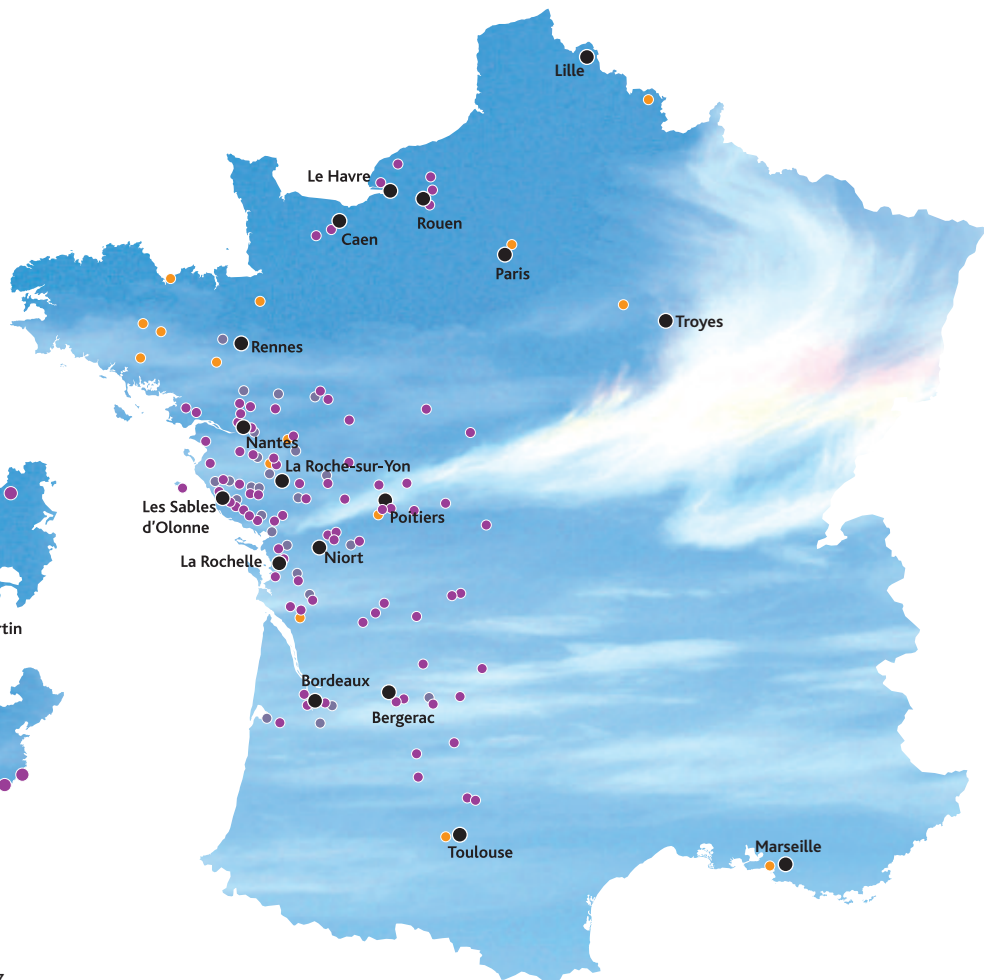 Lille
Le Havre
Rouen
Caen
Paris
Troyes
Rennes
Nantes
La Roche-sur-Yon
Les Sables
d'Olonne
Poitiers
Niort
La Rochelle
rtin
Bordeaux
Bergerac
Toulouse
Marseille